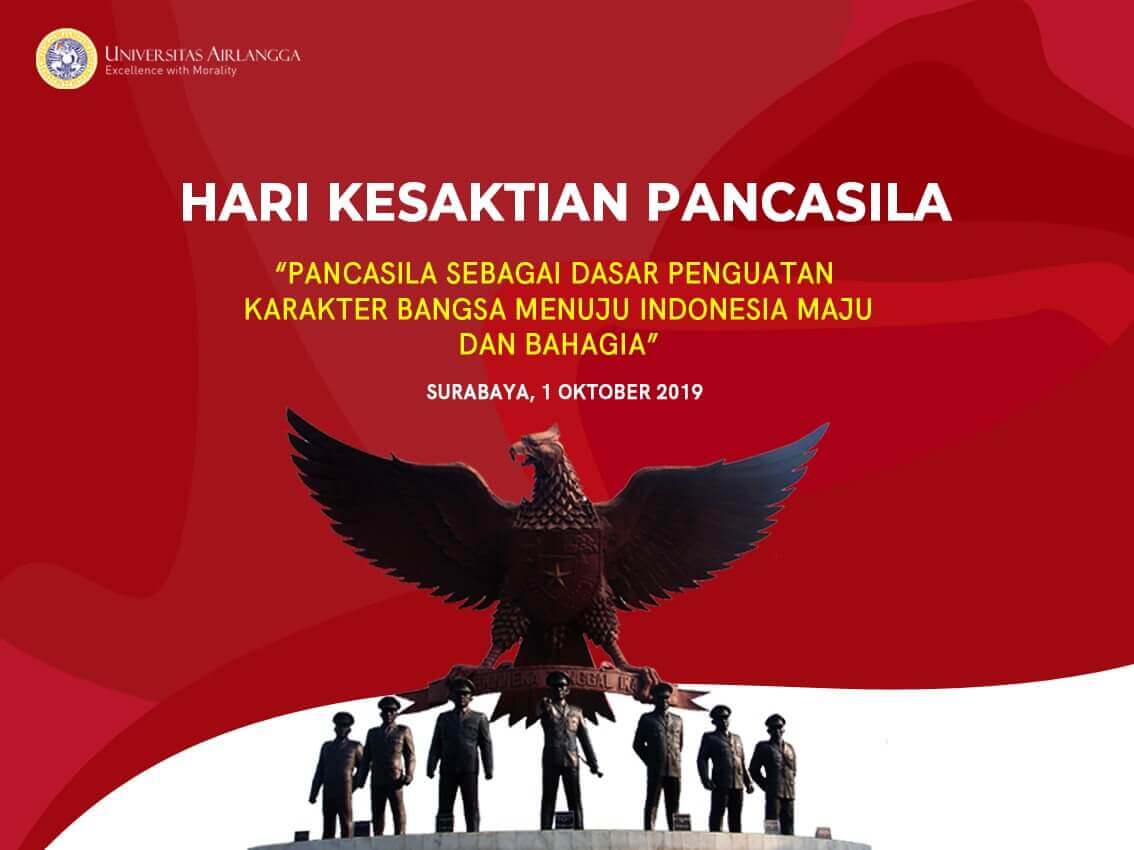 UNIVERSITAS AIRLANGGA
Excellence with Morality
HARI KESAKTIAN PANCASILA
“PANCASILA SEBAGAI DASAR PENGUATAN
KARAKTER BANGSA MENUJU INDONESIA MAJU
DAN BAHAGIA”
SURABAYA, 1 OKTOBER 2019